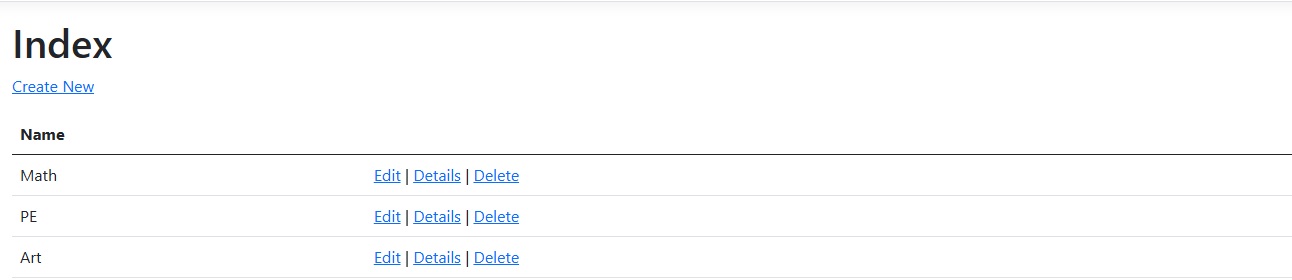 Index
Create New
Name
Math Edit | Details | Delete
PE Edit | Details | Delete
Art Edit | Details | Delete